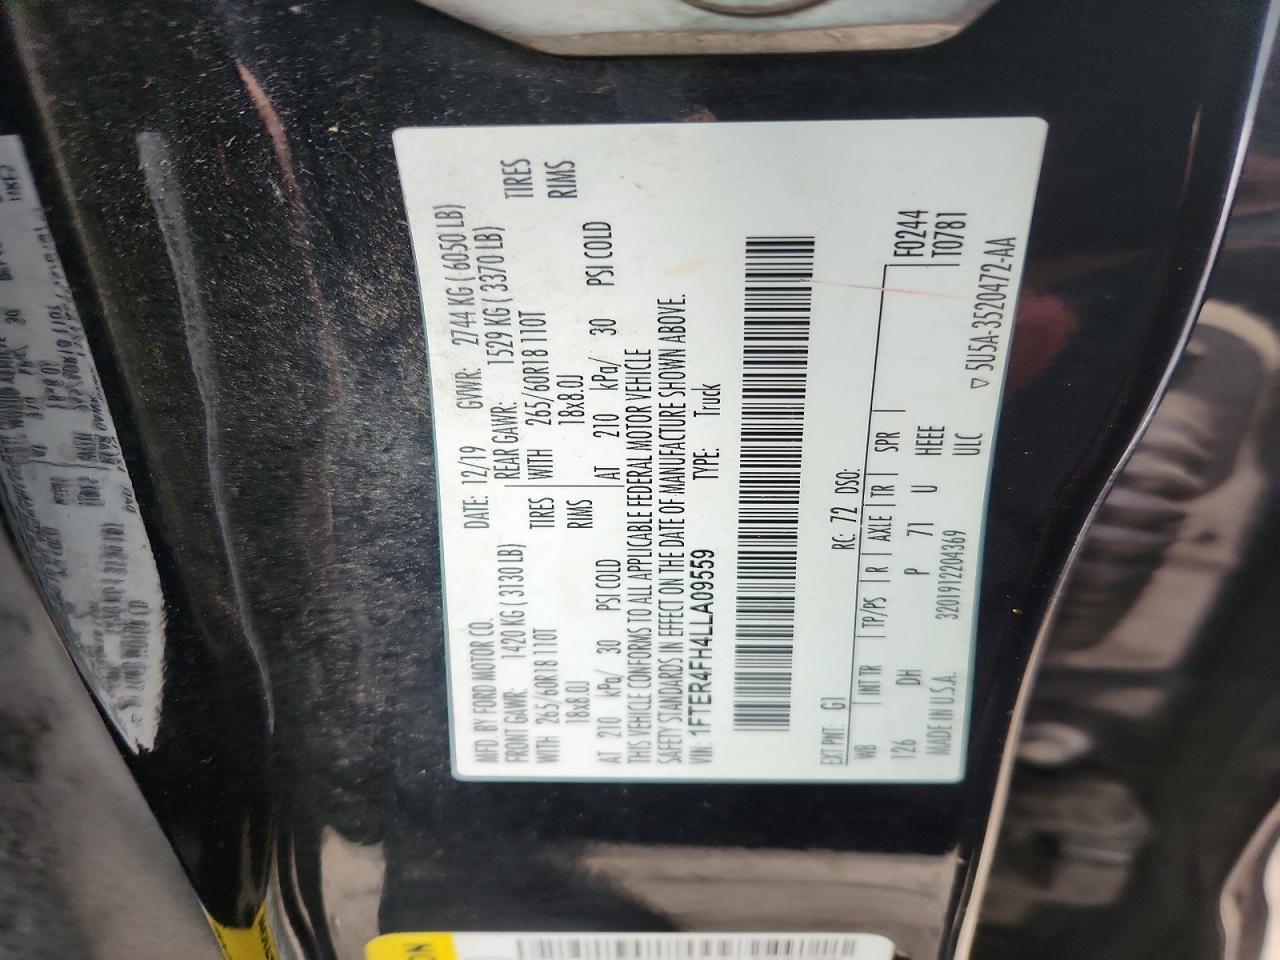 MFD. BY FORD MOTOR CO.
DATE: 12/19 GVWR: 2744 KG ( 6050 LB)
FRONT GAWR: 1420 KG ( 3130 LB) REAR GAWR: 1529 KG ( 3370 LB)
WITH 265/60R18 110T TIRES WITH 265/60R18 110T TIRES
18x8.0J RIMS 18x8.0J RIMS
AT 210 kPa/ 30 PSI COLD AT 210 kPa/ 30 PSI COLD
THIS VEHICLE CONFORMS TO ALL APPLICABLE FEDERAL MOTOR VEHICLE
SAFETY STANDARDS IN EFFECT ON THE DATE OF MANUFACTURE SHOWN ABOVE.
VIN: 1FTER4FH4LLA09559 TYPE: Truck
EXT PNT: G1 RC: 72 DSO: F0244
WB INT TR TP/PS R AXLE TR SPR T0781
126 DH P 71 U HEEE
ULC
MADE IN U.S.A. 3201912204369 5U5A-3520472-AA